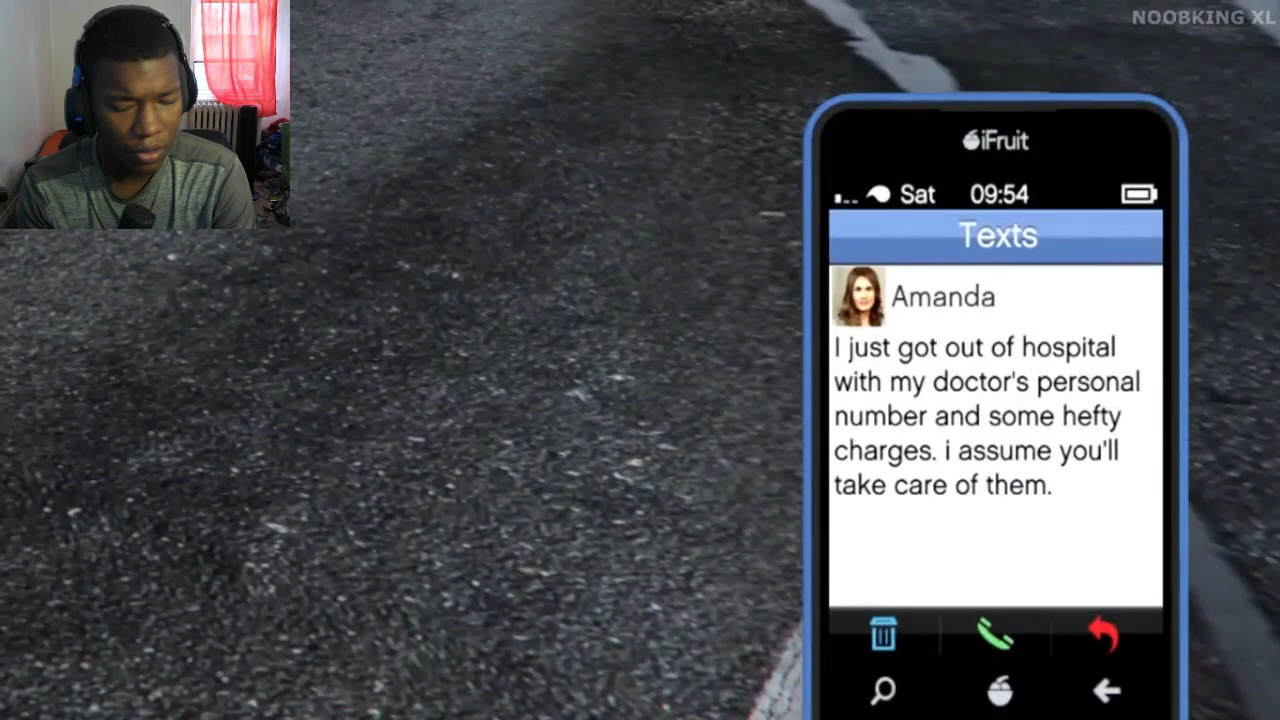 NOOBKING XL
iFruit
Sat 09:54
Texts
Amanda
I just got out of hospital
with my doctor's personal
number and some hefty
charges. i assume you'll
take care of them.